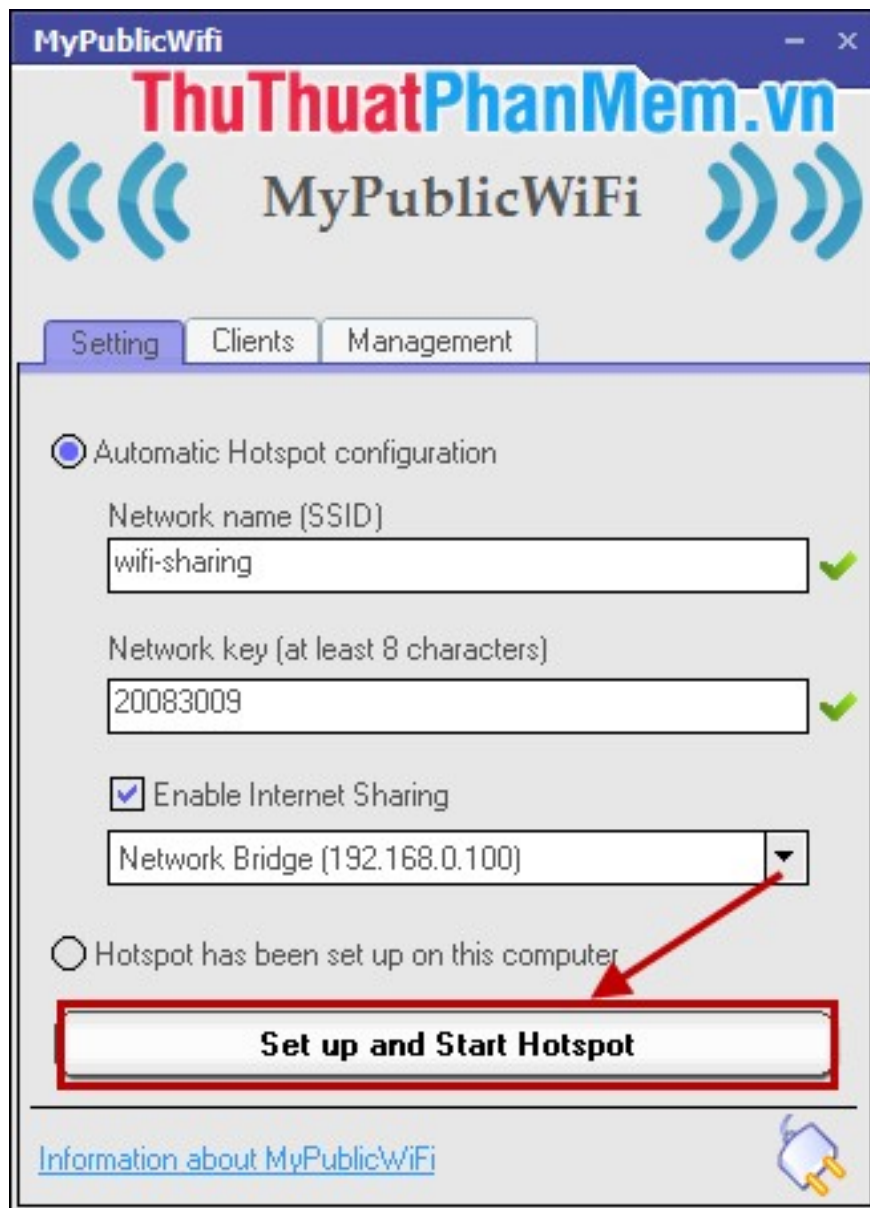 MyPublicWifi
ThuThuatPhanMem.vn
MyPublicWiFi
Setting Clients Management
Automatic Hotspot configuration
Network name (SSID)
wifi-sharing
Network key (at least 8 characters)
20083009
Enable Internet Sharing
Network Bridge (192.168.0.100)
Hotspot has been set up on this computer
Set up and Start Hotspot
Information about MyPublicWiFi